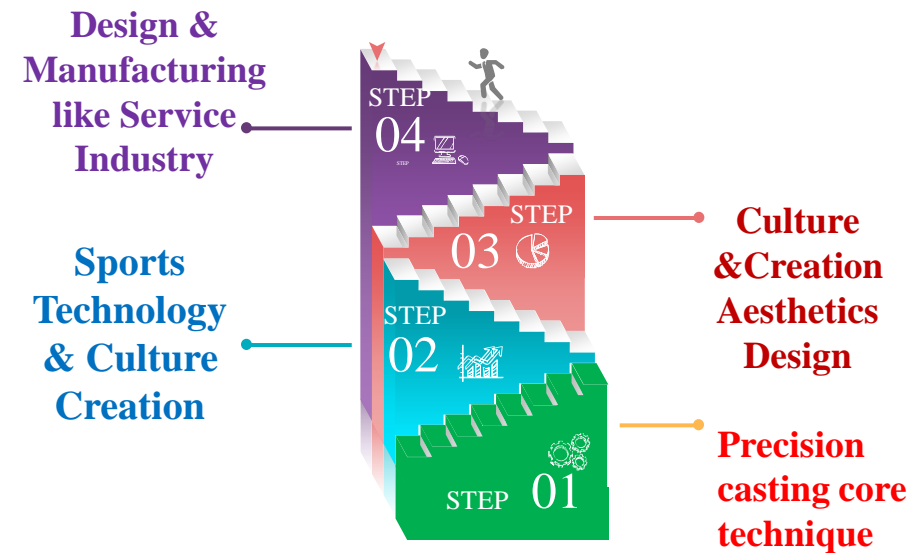 Design &
Manufacturing
like Service
Industry
STEP
04
STEP
STEP
03
Culture
&Creation
Aesthetics
Design
Sports
Technology
& Culture
Creation
STEP
02
STEP 01
Precision
casting core
technique